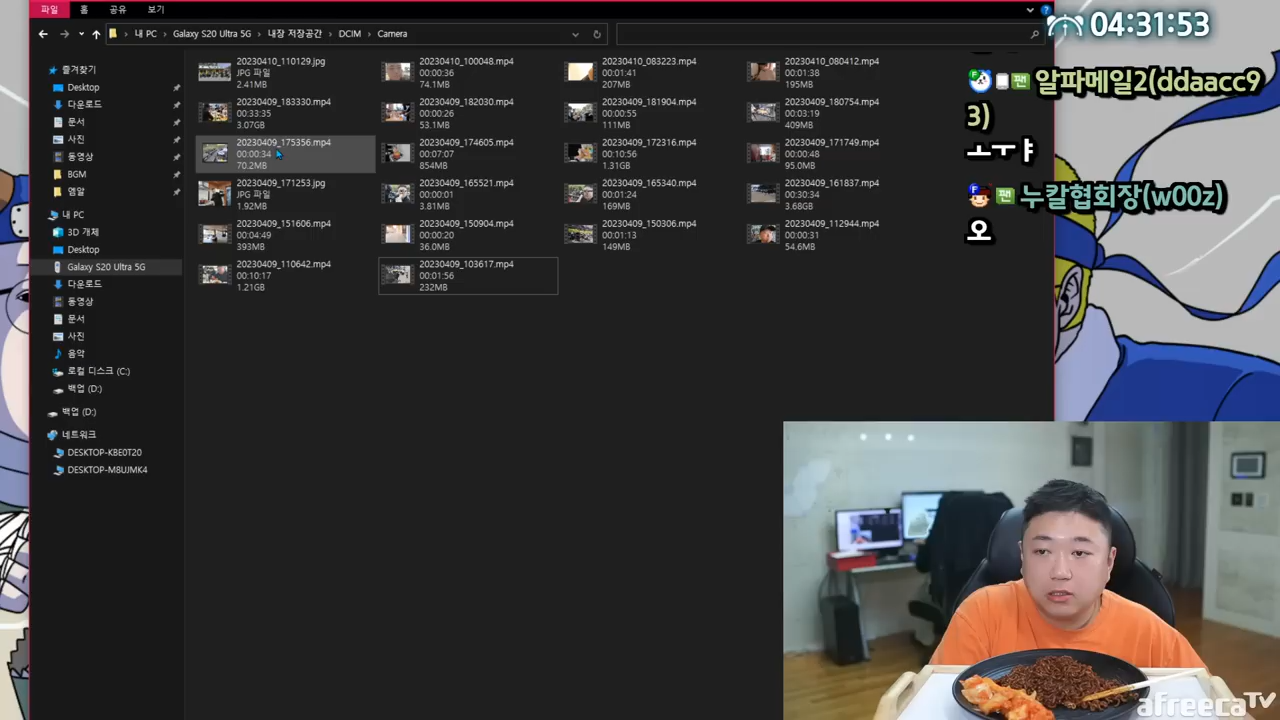 파일 홈 공유 보기
내 PC Galaxy S20 Ultra 5G 내장 저장공간 DCIM Camera
04:31:53
즐겨찾기
Desktop
다운로드
문서
사진
동영상
BGM
엠알
내 PC
3D 개체
Desktop
Galaxy S20 Ultra 5G
다운로드
동영상
문서
사진
음악
로컬 디스크 (C:)
백업 (D:)
백업 (D:)
네트워크
DESKTOP-KBE0T20
DESKTOP-M8UJMK4
20230410_110129.jpg
JPG 파일
2.41MB
20230410_100048.mp4
00:00:36
74.1MB
20230410_083223.mp4
00:01:41
207MB
20230410_080412.mp4
00:01:38
195MB
20230409_183330.mp4
00:33:35
3.07GB
20230409_182030.mp4
00:00:26
53.1MB
20230409_181904.mp4
00:00:55
111MB
20230409_180754.mp4
00:03:19
409MB
20230409_175356.mp4
00:00:34
70.2MB
20230409_174605.mp4
00:07:07
854MB
20230409_172316.mp4
00:10:56
1.31GB
20230409_171749.mp4
00:00:48
95.0MB
20230409_171253.jpg
JPG 파일
1.92MB
20230409_165521.mp4
00:00:01
3.81MB
20230409_165340.mp4
00:01:24
169MB
20230409_161837.mp4
00:30:34
3.68GB
20230409_151606.mp4
00:04:49
393MB
20230409_150904.mp4
00:00:20
36.0MB
20230409_150306.mp4
00:01:13
149MB
20230409_112944.mp4
00:00:31
54.6MB
20230409_110642.mp4
00:10:17
1.21GB
20230409_103617.mp4
00:01:56
232MB
팬 알파메일2(ddaacc9
3)
ㅗㅜㅑ
팬 누칼협회장(w00z)
오
afreecaTV